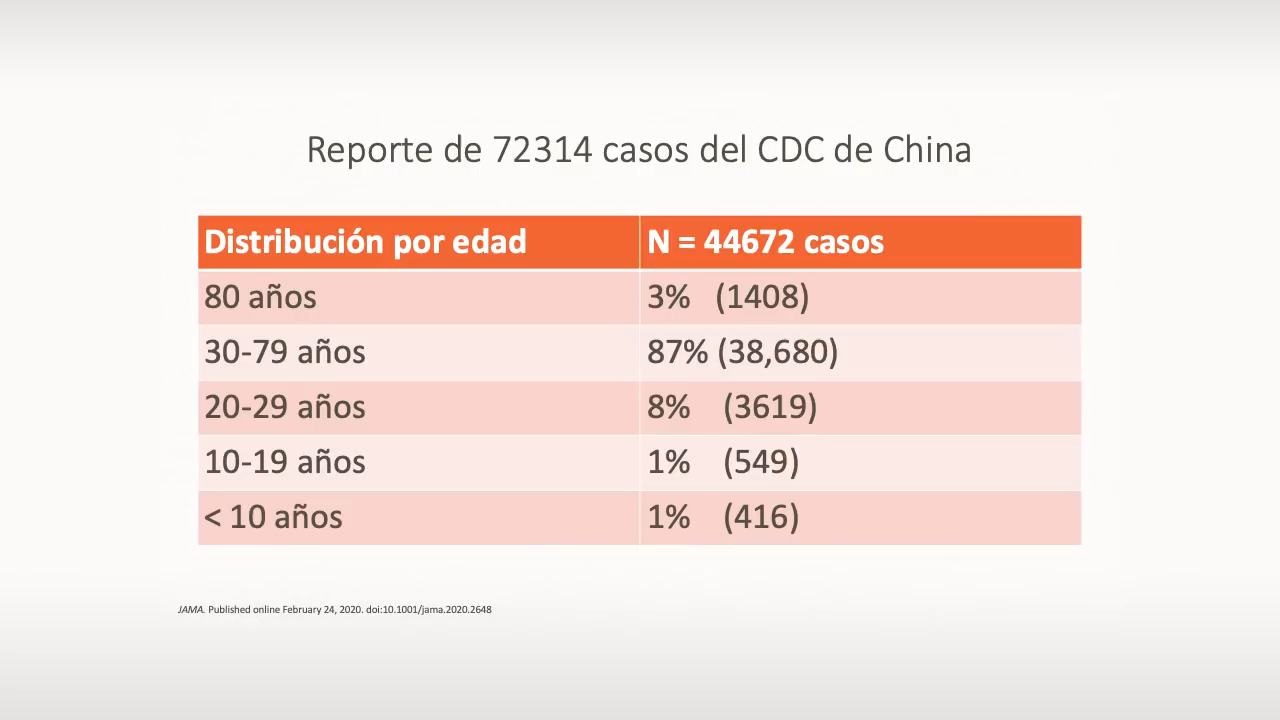 Reporte de 72314 casos del CDC de China
Distribución por edad N = 44672 casos
80 años 3% (1408)
30-79 años 87% (38,680)
20-29 años 8% (3619)
10-19 años 1% (549)
< 10 años 1% (416)
JAMA. Published online February 24, 2020. doi:10.1001/jama.2020.2648